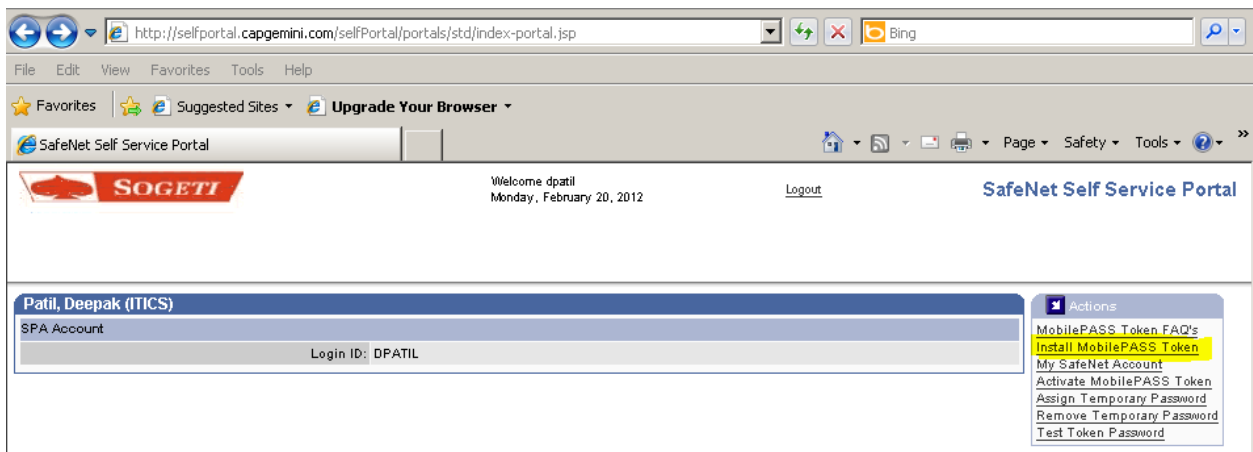 http://selfportal.capgemini.com/selfPortal/portals/std/index-portal.jsp Bing
File Edit View Favorites Tools Help
Favorites Suggested Sites Upgrade Your Browser
SafeNet Self Service Portal Page Safety Tools »
SOGETI Welcome dpatil
Monday, February 20, 2012 Logout SafeNet Self Service Portal
Patil, Deepak (ITICS)
SPA Account
Login ID: DPATIL
Actions
MobilePASS Token FAQ's
Install MobilePASS Token
My SafeNet Account
Activate MobilePASS Token
Assign Temporary Password
Remove Temporary Password
Test Token Password